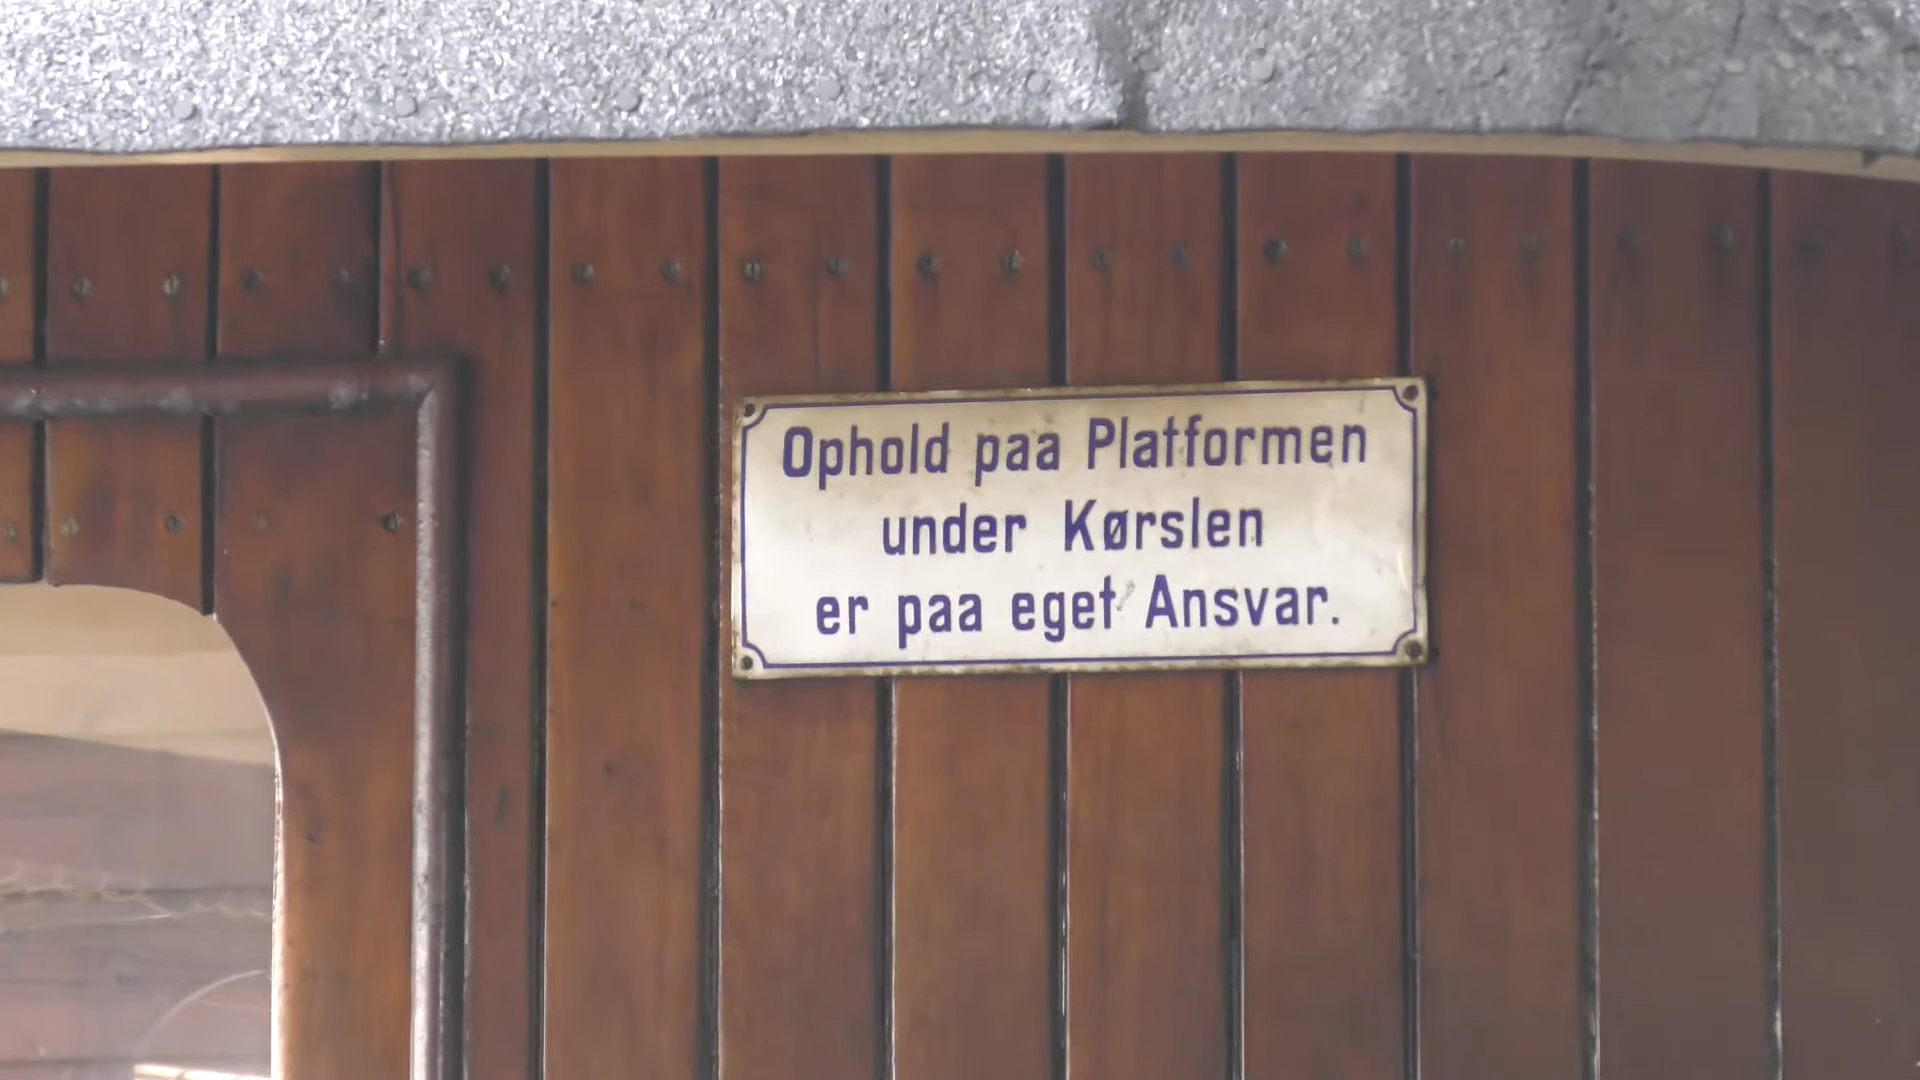 Ophold paa Platformen
under Kørslen
er paa eget Ansvar.